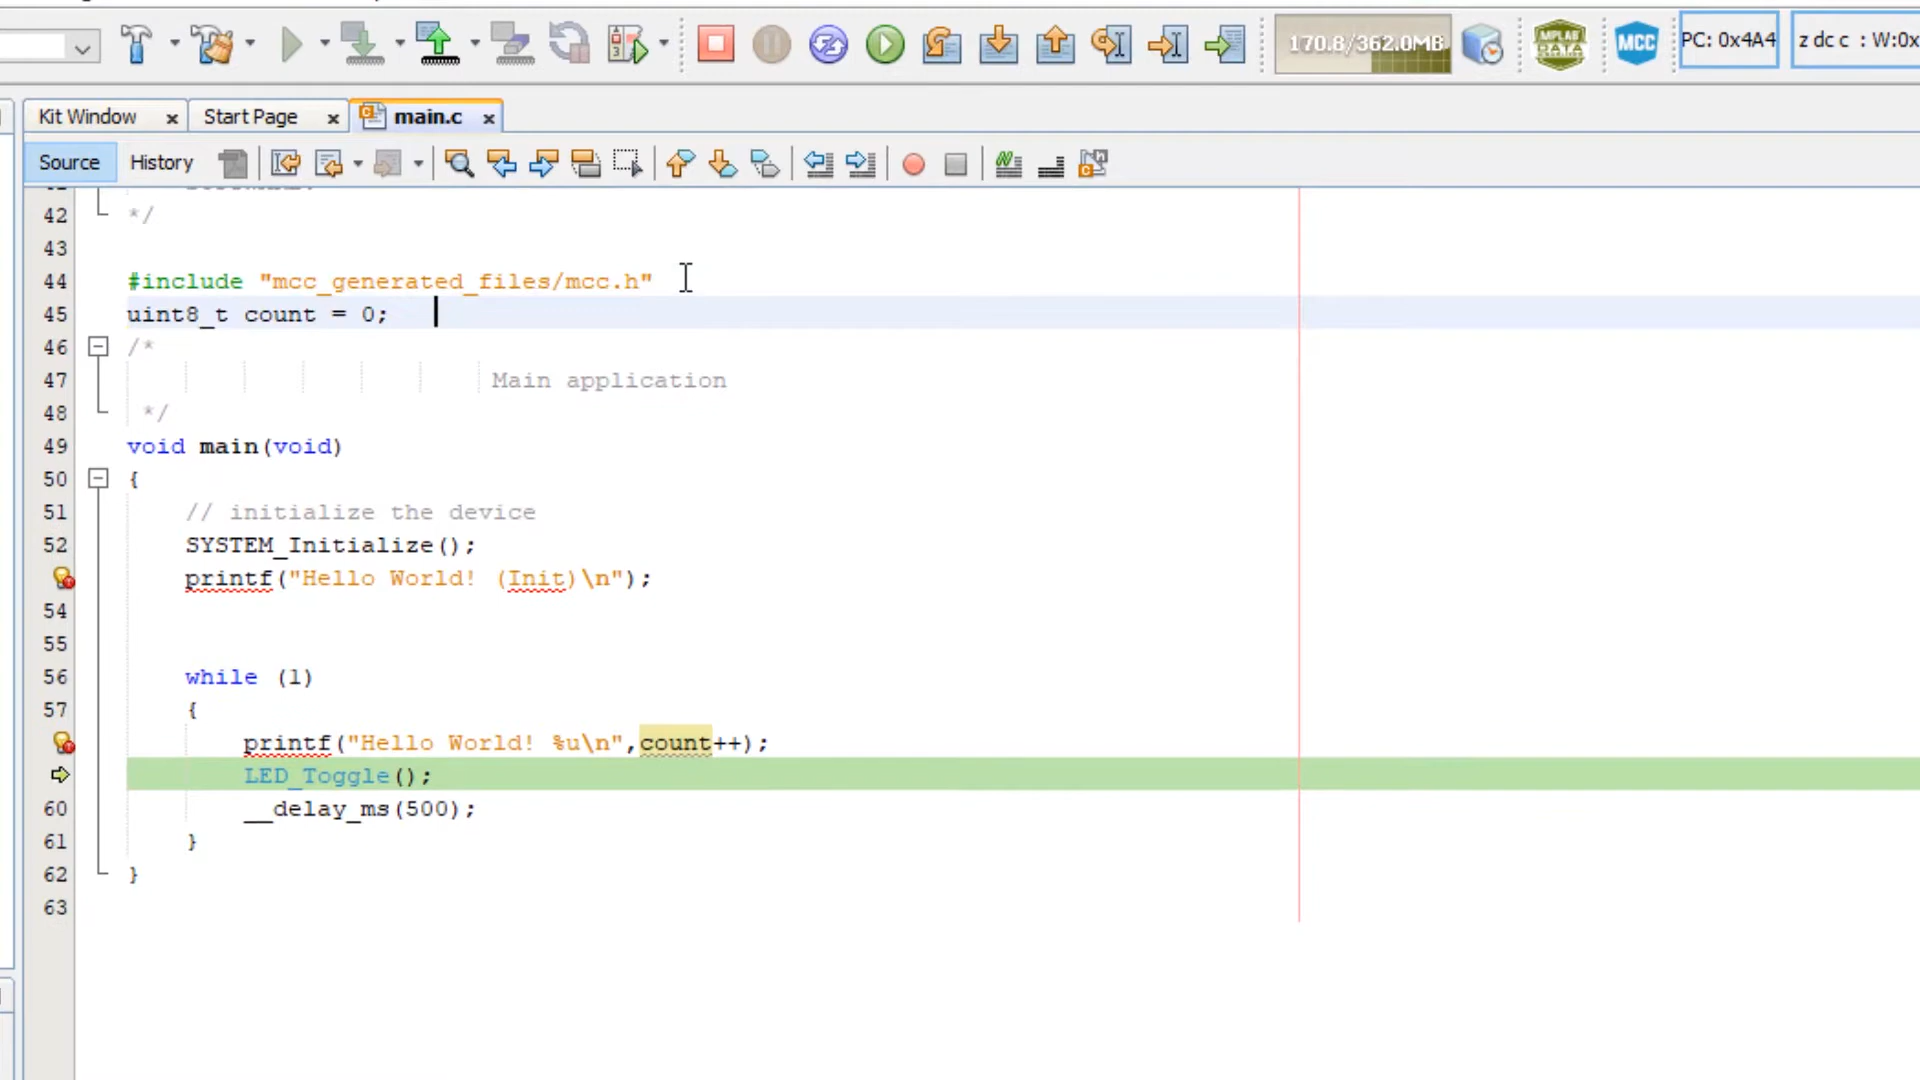 170.8/362.0MB
MPLAB
DATA
MCC
PC: 0x4A4
z dc c : W:0x
Kit Window
Start Page
main.c
Source
History
42 */
43
44 #include "mcc_generated_files/mcc.h"
45 uint8_t count = 0;
46 /*
47 Main application
48 */
49 void main(void)
50 {
51 // initialize the device
52 SYSTEM_Initialize();
printf("Hello World! (Init)\n");
54
55
56 while (1)
57 {
printf("Hello World! %u\n",count++);
LED_Toggle();
60 __delay_ms(500);
61 }
62 }
63